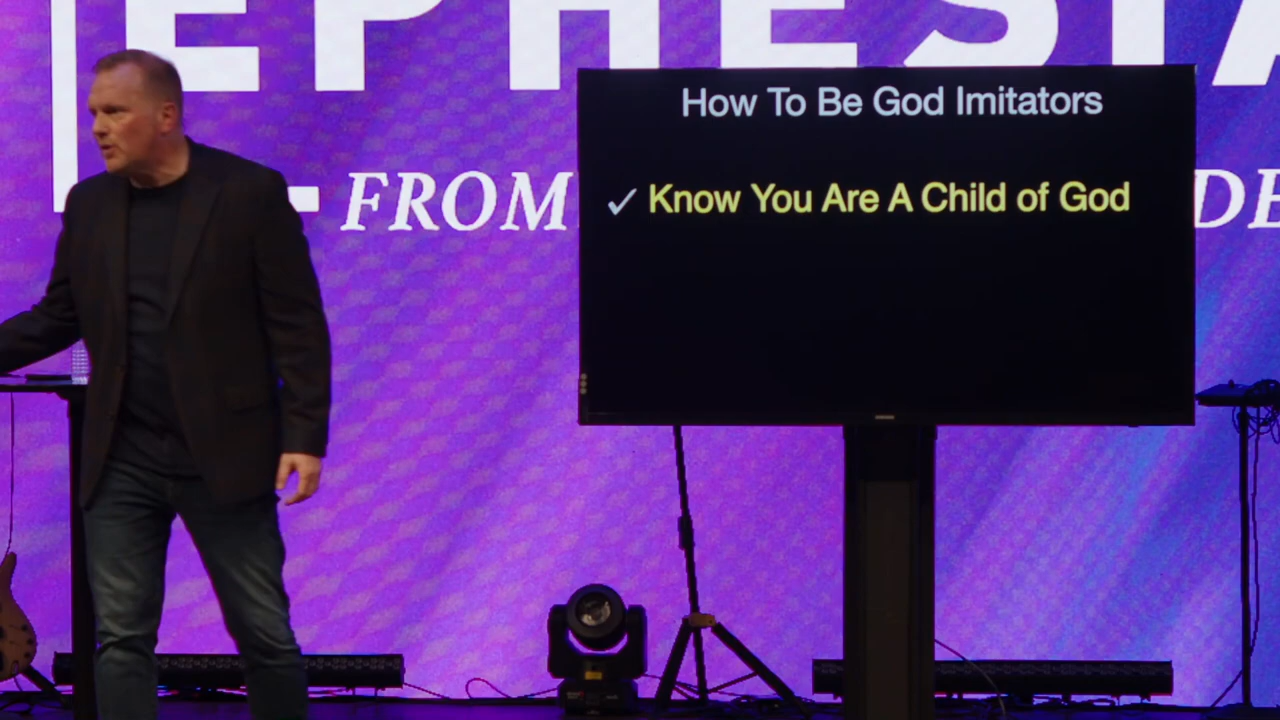 EPHESIA
FROM
DE
How To Be God Imitators
✓ Know You Are A Child of God